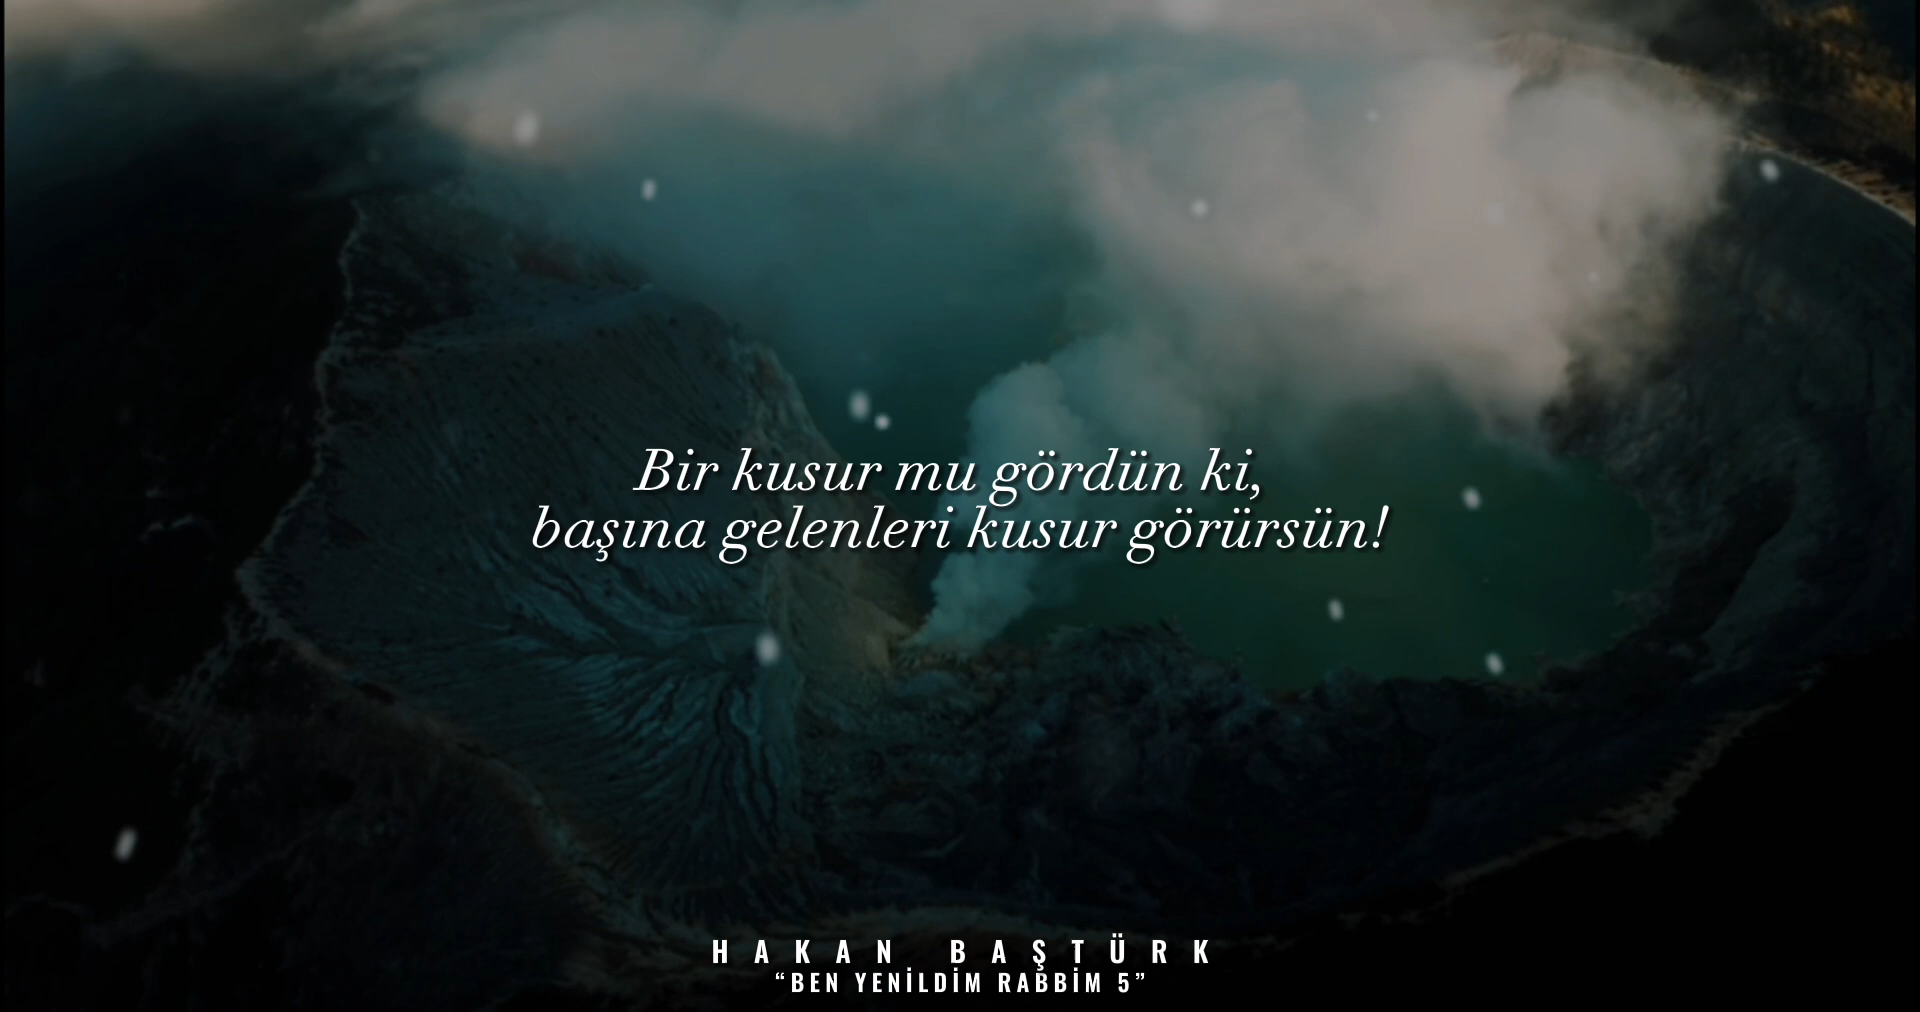 Bir kusur mu gördün ki,
başına gelenleri kusur görürsün!
HAKAN BAŞTÜRK
“BEN YENİLDİM RABBİM 5”